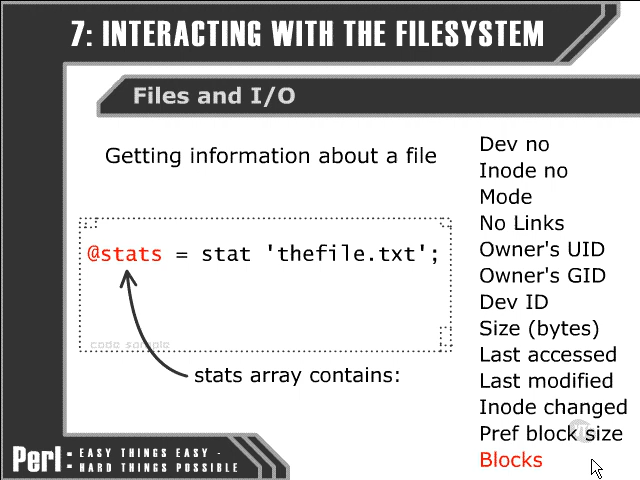 7: INTERACTING WITH THE FILESYSTEM
Files and I/O
Getting information about a file
@stats = stat 'thefile.txt';
code sample
stats array contains:
Dev no
Inode no
Mode
No Links
Owner's UID
Owner's GID
Dev ID
Size (bytes)
Last accessed
Last modified
Inode changed
Pref block size
Blocks
Perl: EASY THINGS EASY -
HARD THINGS POSSIBLE